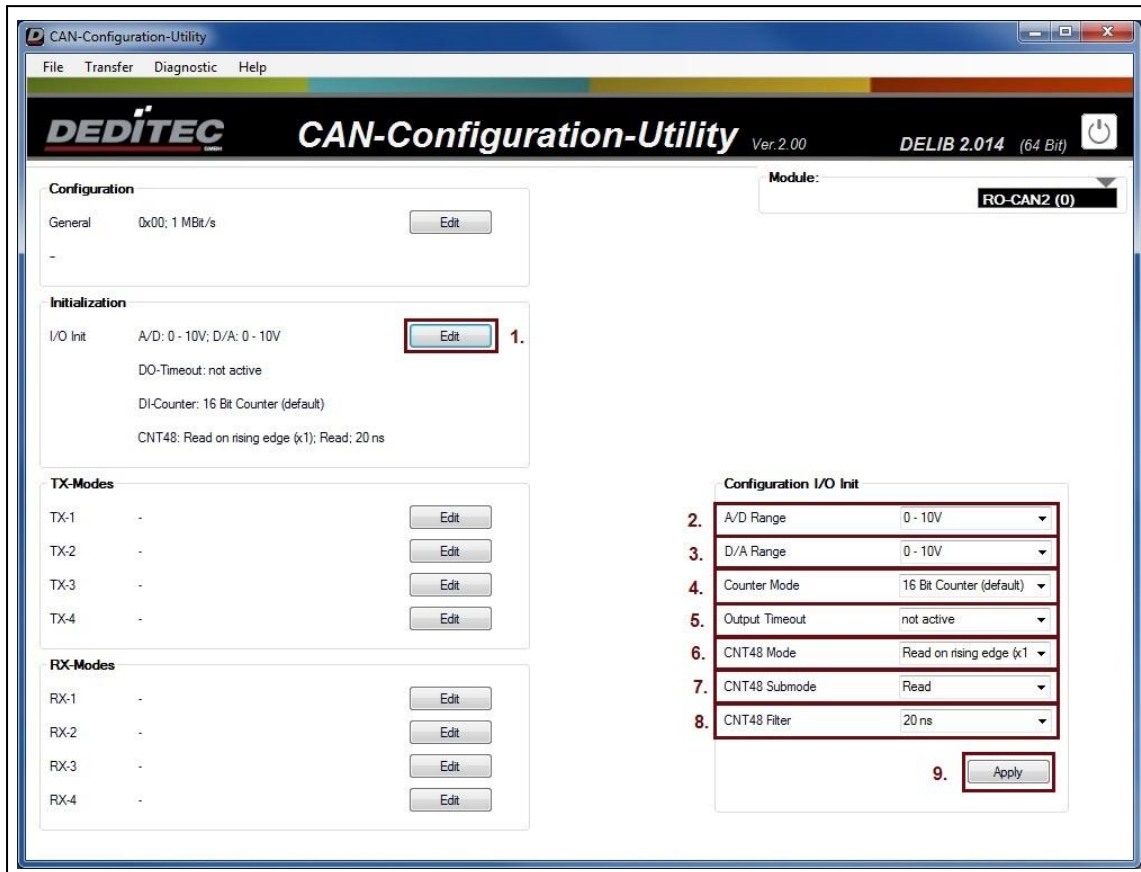 CAN-Configuration-Utility
File Transfer Diagnostic Help
DEDITEC
GMBH
CAN-Configuration-Utility Ver.2.00
DELIB 2.014 (64 Bit)
Module:
RO-CAN2 (0)
Configuration
General 0x00; 1 MBit/s Edit
-
Initialization
I/O Init A/D: 0 - 10V; D/A: 0 - 10V Edit 1.
DO-Timeout: not active
DI-Counter: 16 Bit Counter (default)
CNT48: Read on rising edge (x1); Read; 20 ns
TX-Modes
TX-1 - Edit
TX-2 - Edit
TX-3 - Edit
TX-4 - Edit
RX-Modes
RX-1 - Edit
RX-2 - Edit
RX-3 - Edit
RX-4 - Edit
Configuration I/O Init
2. A/D Range 0 - 10V
3. D/A Range 0 - 10V
4. Counter Mode 16 Bit Counter (default)
5. Output Timeout not active
6. CNT48 Mode Read on rising edge (x1
7. CNT48 Submode Read
8. CNT48 Filter 20 ns
9. Apply